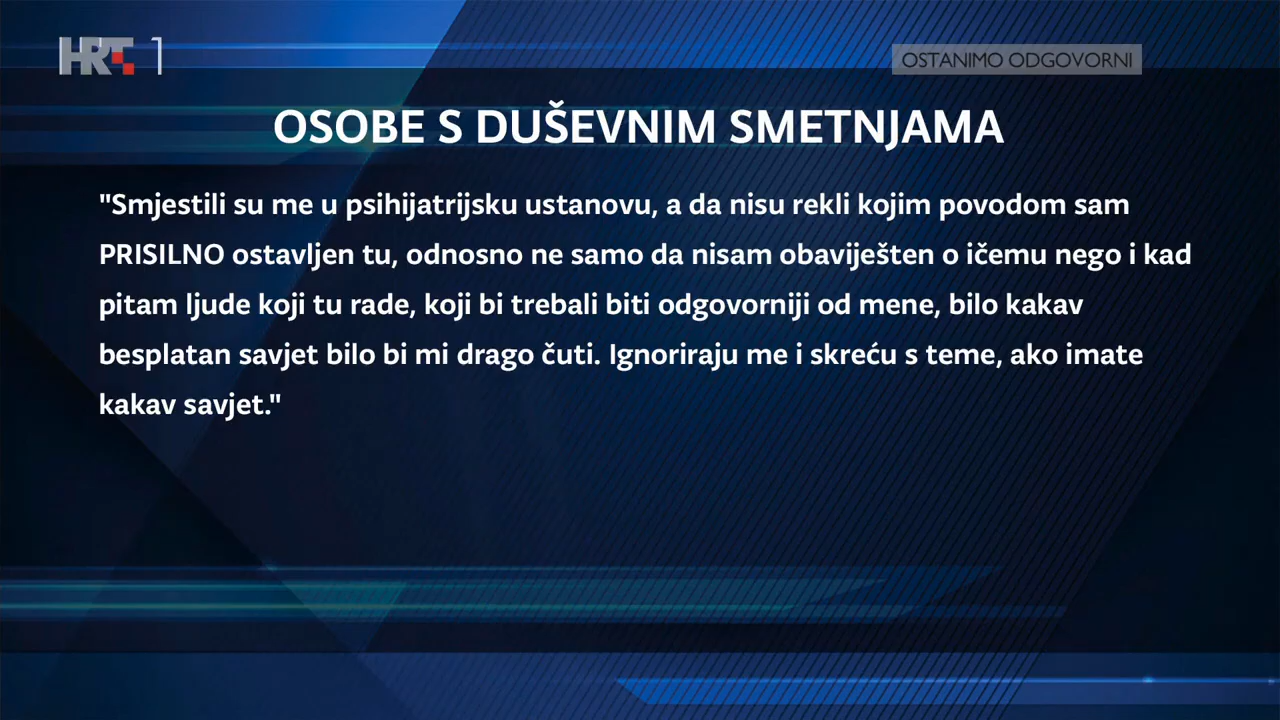 HRT 1
OSTANIMO ODGOVORNI
OSOBE S DUŠEVNIM SMETNJAMA
"Smjestili su me u psihijatrijsku ustanovu, a da nisu rekli kojim povodom sam
PRISILNO ostavljen tu, odnosno ne samo da nisam obaviješten o ičemu nego i kad
pitam ljude koji tu rade, koji bi trebali biti odgovorniji od mene, bilo kakav
besplatan savjet bilo bi mi drago čuti. Ignoriraju me i skreću s teme, ako imate
kakav savjet."